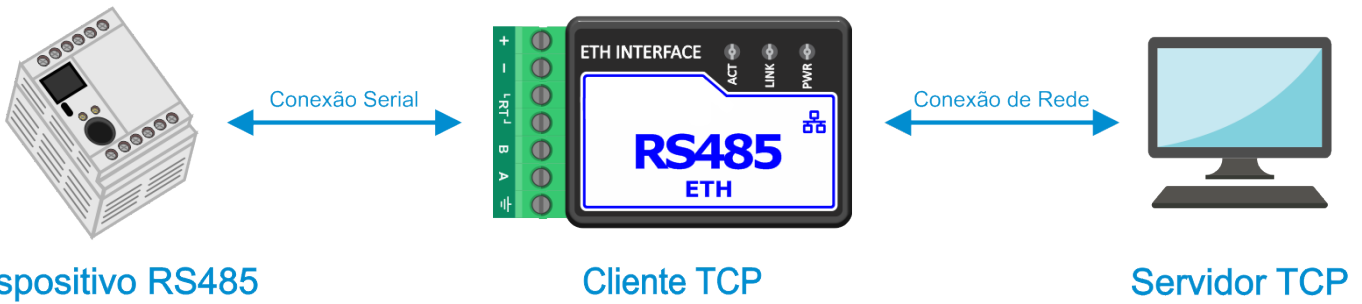 ETH INTERFACE
ACT
LINK
PWR
+
-
RT
B
A
RS485
ETH
Conexão Serial
Conexão de Rede
spositivo RS485
Cliente TCP
Servidor TCP